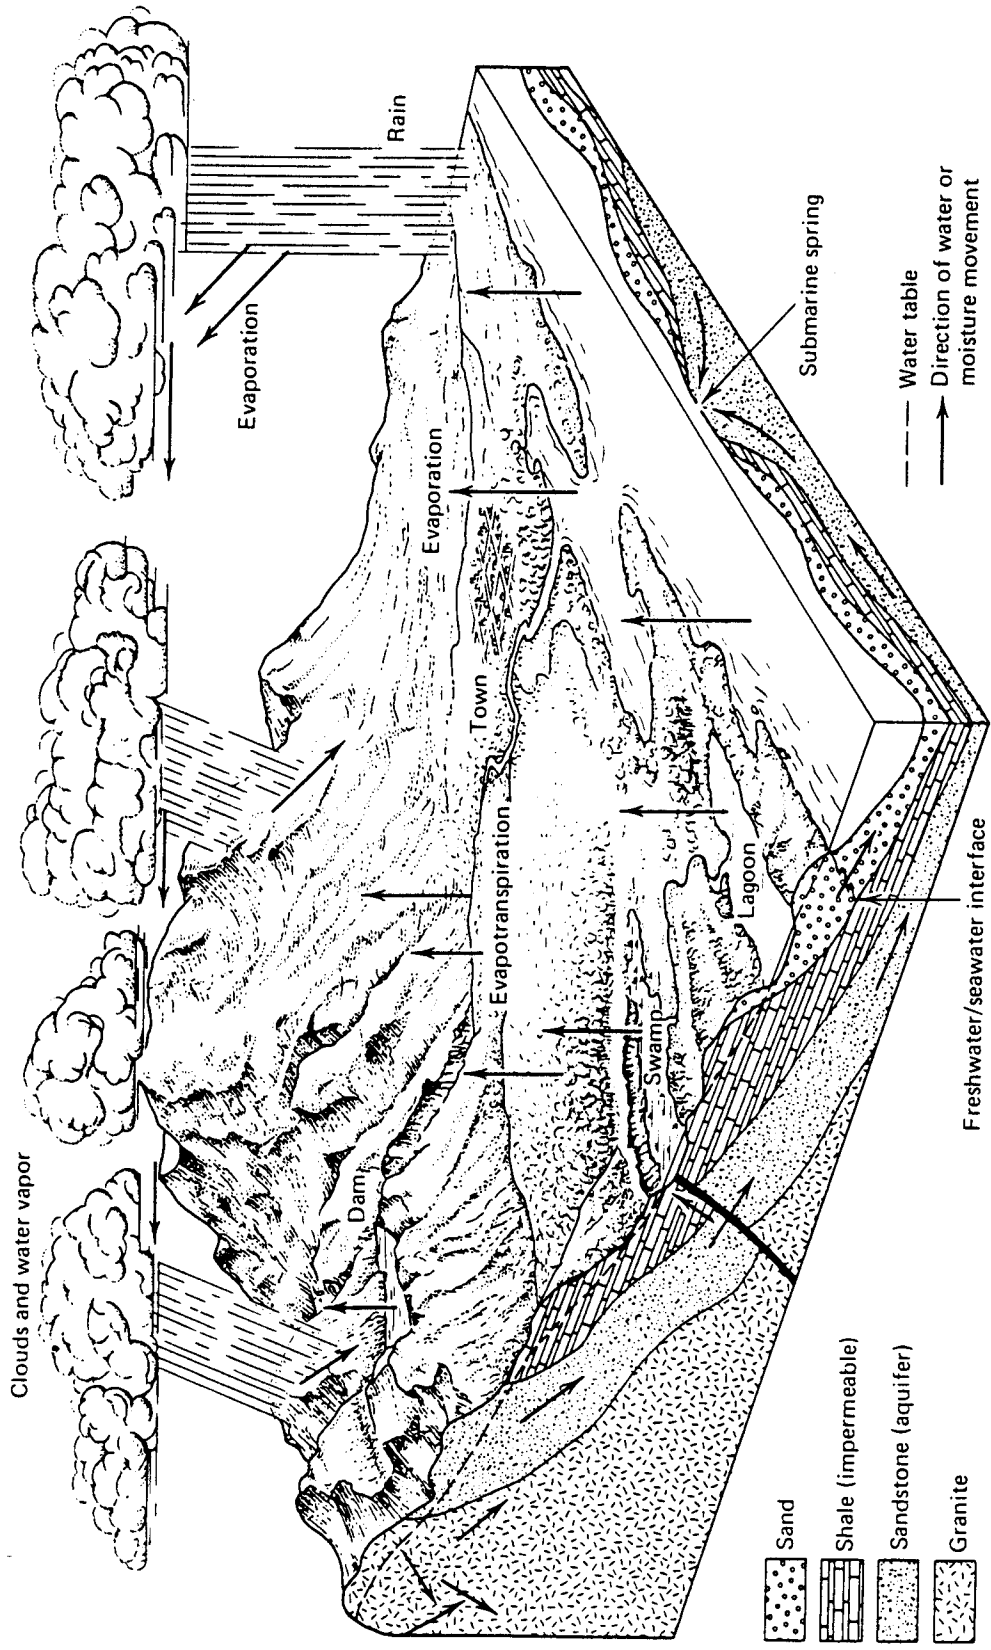 Clouds and water vapor
Rain
Evaporation
Evaporation
Dam
Town
Evapotranspiration
Swamp
Lagoon
Submarine spring
Freshwater/seawater interface
Sand
Shale (impermeable)
Sandstone (aquifer)
Granite
Water table
Direction of water or
moisture movement